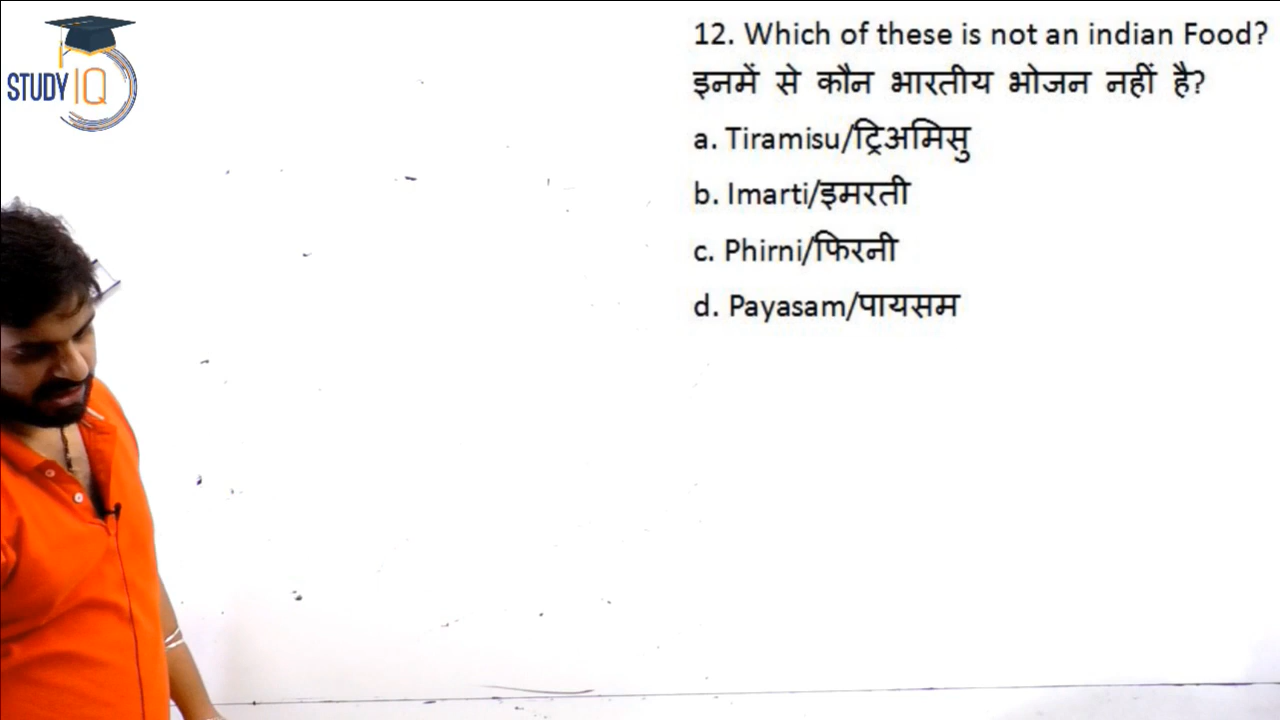 STUDY IQ
12. Which of these is not an indian Food?
इनमें से कौन भारतीय भोजन नहीं है?
a. Tiramisu/ट्रिअमिसु
b. Imarti/इमरती
c. Phirni/फिरनी
d. Payasam/पायसम